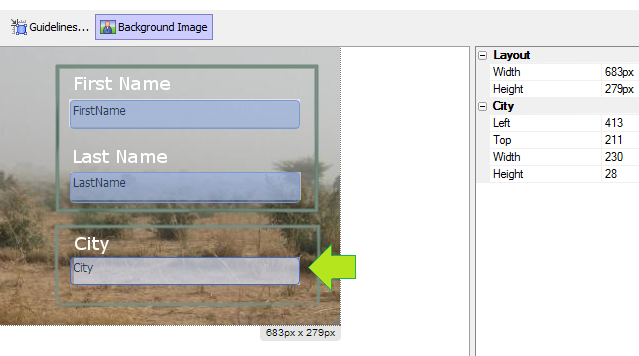 Guidelines... Background Image
First Name
FirstName
Last Name
LastName
City
City
683px x 279px
Layout
Width 683px
Height 279px
City
Left 413
Top 211
Width 230
Height 28